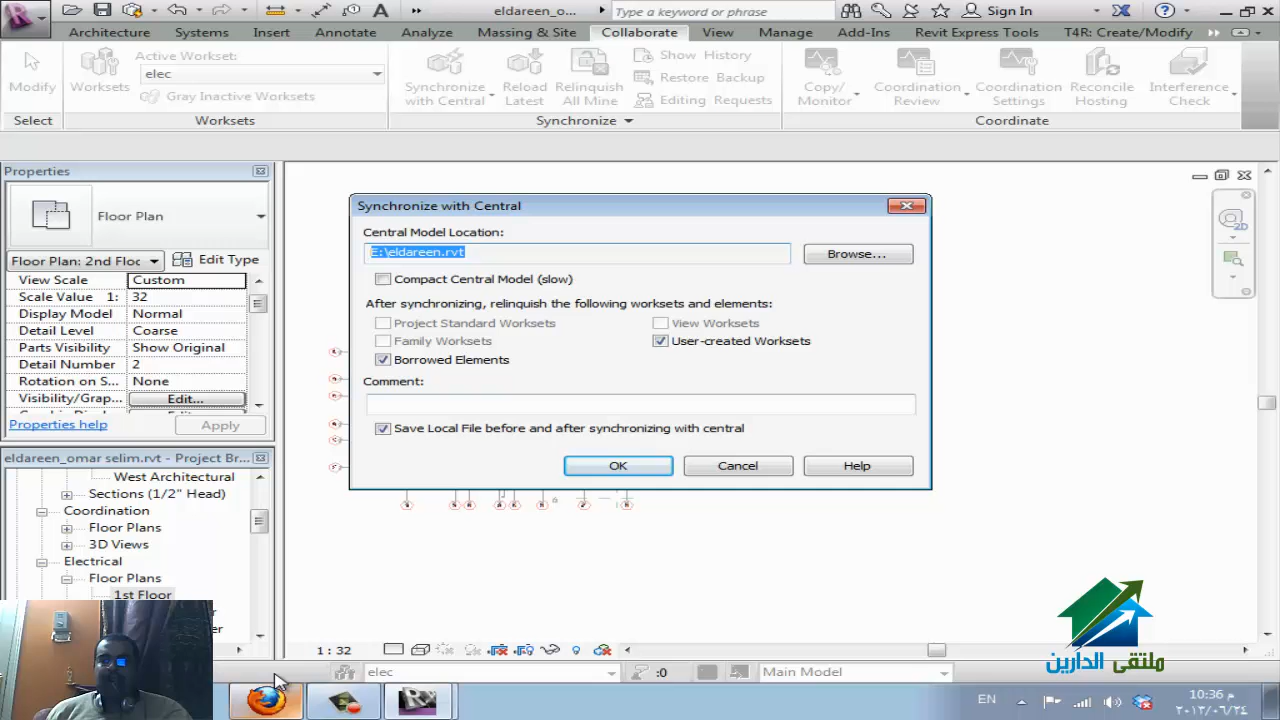 eldareen_o...
Type a keyword or phrase
Sign In
Architecture
Systems
Insert
Annotate
Analyze
Massing & Site
Collaborate
View
Manage
Add-Ins
Revit Express Tools
T4R: Create/Modify
Modify
Worksets
Active Workset:
elec
Gray Inactive Worksets
Synchronize
with Central
Reload
Latest
Relinquish
All Mine
Show History
Restore Backup
Editing Requests
Copy/
Monitor
Coordination
Review
Coordination
Settings
Reconcile
Hosting
Interference
Check
Select
Worksets
Synchronize
Coordinate
Properties
Floor Plan
Floor Plan: 2nd Floc
Edit Type
View Scale
Custom
Scale Value 1:
32
Display Model
Normal
Detail Level
Coarse
Parts Visibility
Show Original
Detail Number
2
Rotation on S...
None
Visibility/Grap...
Edit...
Properties help
Apply
eldareen_omar selim.rvt - Project Br...
West Architectural
Sections (1/2" Head)
Coordination
Floor Plans
3D Views
Electrical
Floor Plans
1st Floor
Synchronize with Central
Central Model Location:
E:\eldareen.rvt
Browse...
Compact Central Model (slow)
After synchronizing, relinquish the following worksets and elements:
Project Standard Worksets
View Worksets
Family Worksets
User-created Worksets
Borrowed Elements
Comment:
Save Local File before and after synchronizing with central
OK
Cancel
Help
2D
1 : 32
elec
:0
Main Model
ملتقى الدارين
EN
10:36 م
٢٠١٣/٠٦/٢٤